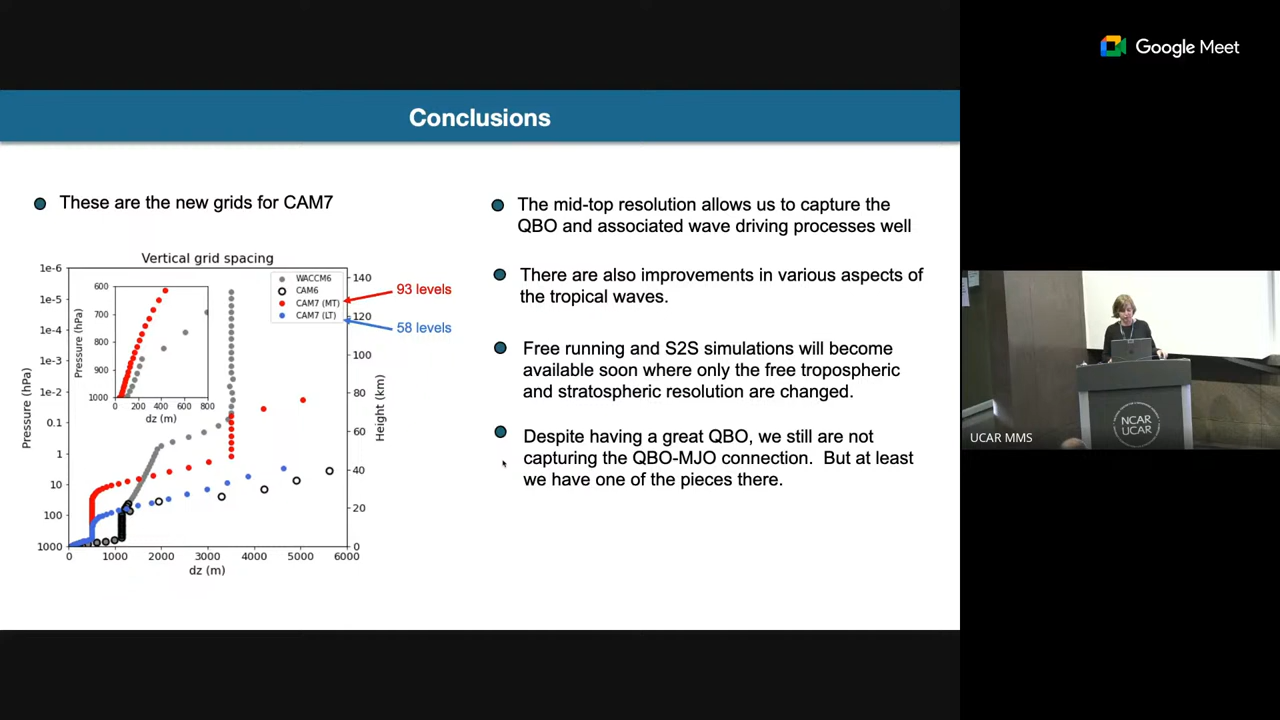 Google Meet
Conclusions
These are the new grids for CAM7
Vertical grid spacing
1e-6
1e-5
1e-4
1e-3
1e-2
0.1
1
10
100
1000
Pressure (hPa)
0
1000
2000
3000
4000
5000
6000
dz (m)
140
120
100
80
60
40
20
0
Height (km)
600
700
800
900
1000
Pressure (hPa)
0
200
400
600
800
dz (m)
WACCM6
CAM6
CAM7 (MT)
CAM7 (LT)
93 levels
58 levels
The mid-top resolution allows us to capture the
QBO and associated wave driving processes well
There are also improvements in various aspects of
the tropical waves.
Free running and S2S simulations will become
available soon where only the free tropospheric
and stratospheric resolution are changed.
Despite having a great QBO, we still are not
capturing the QBO-MJO connection.  But at least
we have one of the pieces there.
NCAR
UCAR
UCAR MMS